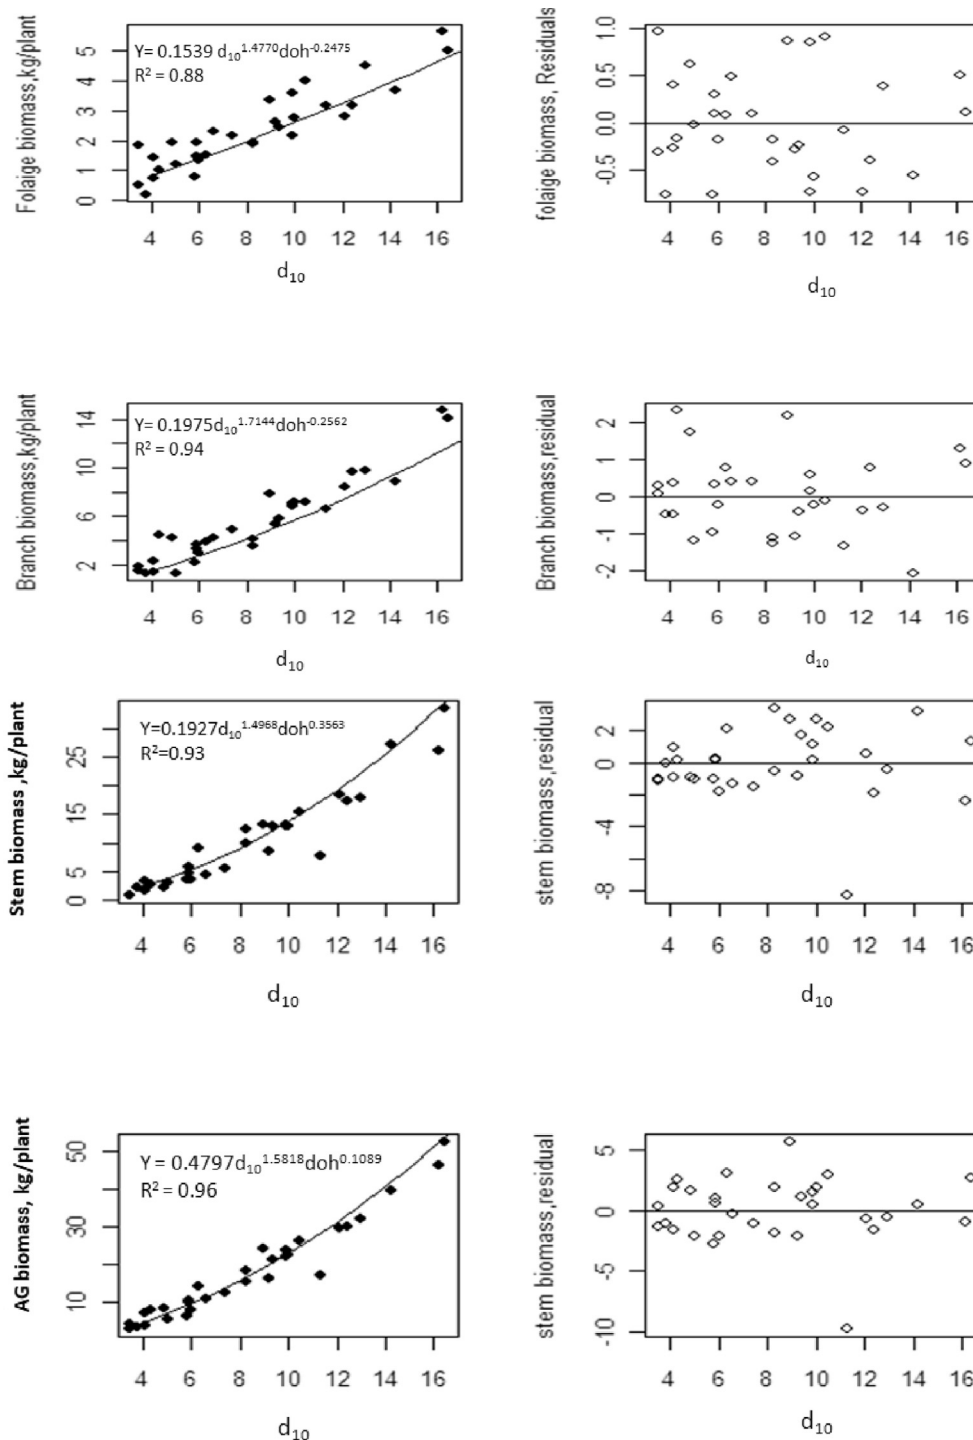 Folaige biomass,kg/plant
Y= 0.1539 d₁₀^1.4770 doh^-0.2475
R² = 0.88
0 1 2 3 4 5
4 6 8 10 12 14 16
d₁₀
folaige biomass, Residuals
-0.5 0.0 0.5 1.0
4 6 8 10 12 14 16
d₁₀
Branch biomass,kg/plant
Y= 0.1975d₁₀^1.7144doh^-0.2562
R² = 0.94
2 6 10 14
4 6 8 10 12 14 16
d₁₀
Branch biomass,residual
-2 -1 0 1 2
4 6 8 10 12 14 16
d₁₀
Stem biomass ,kg/plant
Y=0.1927d₁₀^1.4968doh^0.3563
R²=0.93
0 5 15 25
4 6 8 10 12 14 16
d₁₀
stem biomass,residual
-8 -4 0 2
4 6 8 10 12 14 16
d₁₀
AG biomass, kg/plant
Y = 0.4797d₁₀^1.5818doh^0.1089
R² = 0.96
10 30 50
4 6 8 10 12 14 16
d₁₀
stem biomass,residual
-10 -5 0 5
4 6 8 10 12 14 16
d₁₀